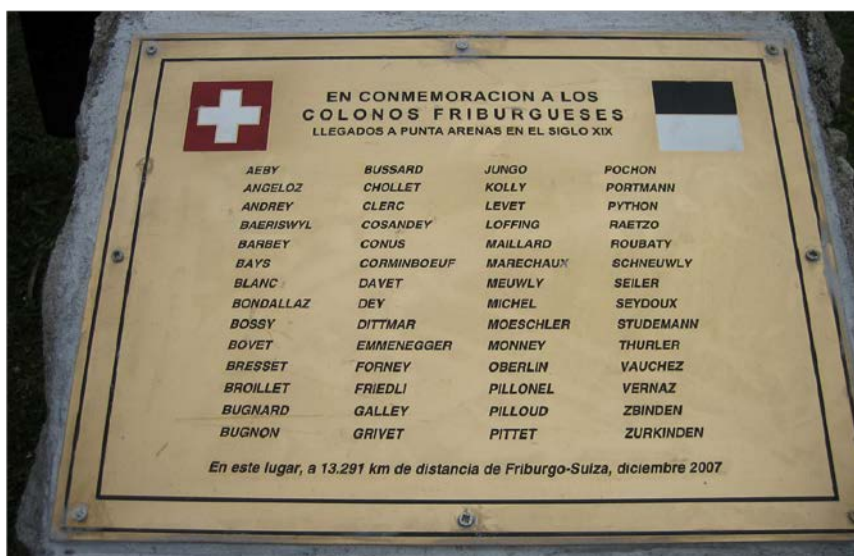 EN CONMEMORACION A LOS
COLONOS FRIBURGUESES
LLEGADOS A PUNTA ARENAS EN EL SIGLO XIX
AEBY BUSSARD JUNGO POCHON
ANGELOZ CHOLLET KOLLY PORTMANN
ANDREY CLERC LEVET PYTHON
BAERISWYL COSANDEY LOFFING RAETZO
BARBEY CONUS MAILLARD ROUBATY
BAYS CORMINBOEUF MARECHAUX SCHNEUWLY
BLANC DAVET MEUWLY SEILER
BONDALLAZ DEY MICHEL SEYDOUX
BOSSY DITTMAR MOESCHLER STUDEMANN
BOVET EMMENEGGER MONNEY THURLER
BRESSET FORNEY OBERLIN VAUCHEZ
BROILLET FRIEDLI PILLONEL VERNAZ
BUGNARD GALLEY PILLOUD ZBINDEN
BUGNON GRIVET PITTET ZURKINDEN
En este lugar, a 13.291 km de distancia de Friburgo-Suiza, diciembre 2007